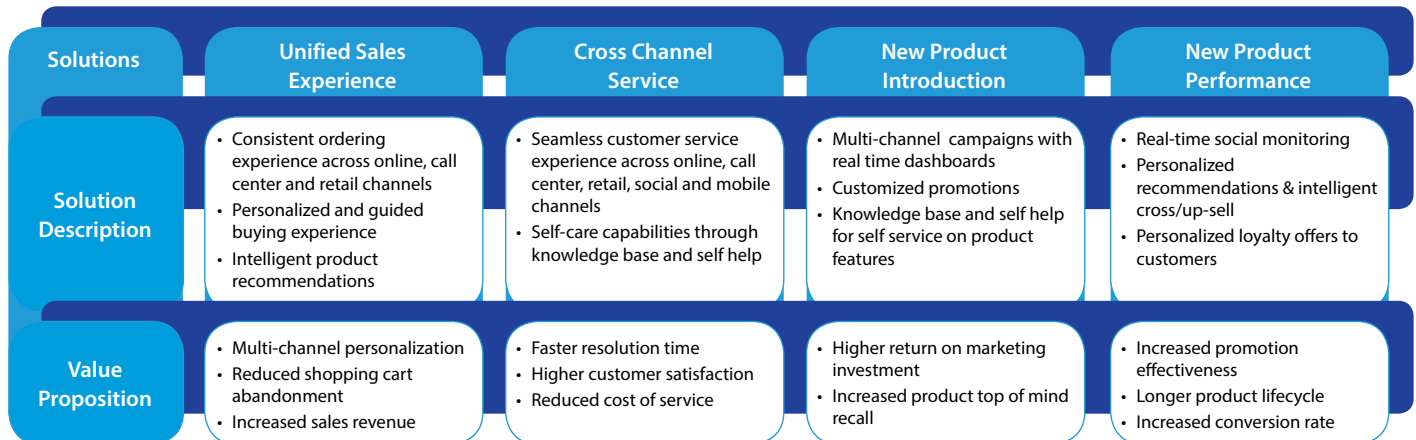 Solutions
Unified Sales
Experience
Cross Channel
Service
New Product
Introduction
New Product
Performance
Solution
Description
• Consistent ordering
experience across online, call
center and retail channels
• Personalized and guided
buying experience
• Intelligent product
recommendations
• Seamless customer service
experience across online, call
center, retail, social and mobile
channels
• Self-care capabilities through
knowledge base and self help
• Multi-channel campaigns with
real time dashboards
• Customized promotions
• Knowledge base and self help
for self service on product
features
• Real-time social monitoring
• Personalized
recommendations & intelligent
cross/up-sell
• Personalized loyalty offers to
customers
Value
Proposition
• Multi-channel personalization
• Reduced shopping cart
abandonment
• Increased sales revenue
• Faster resolution time
• Higher customer satisfaction
• Reduced cost of service
• Higher return on marketing
investment
• Increased product top of mind
recall
• Increased promotion
effectiveness
• Longer product lifecycle
• Increased conversion rate